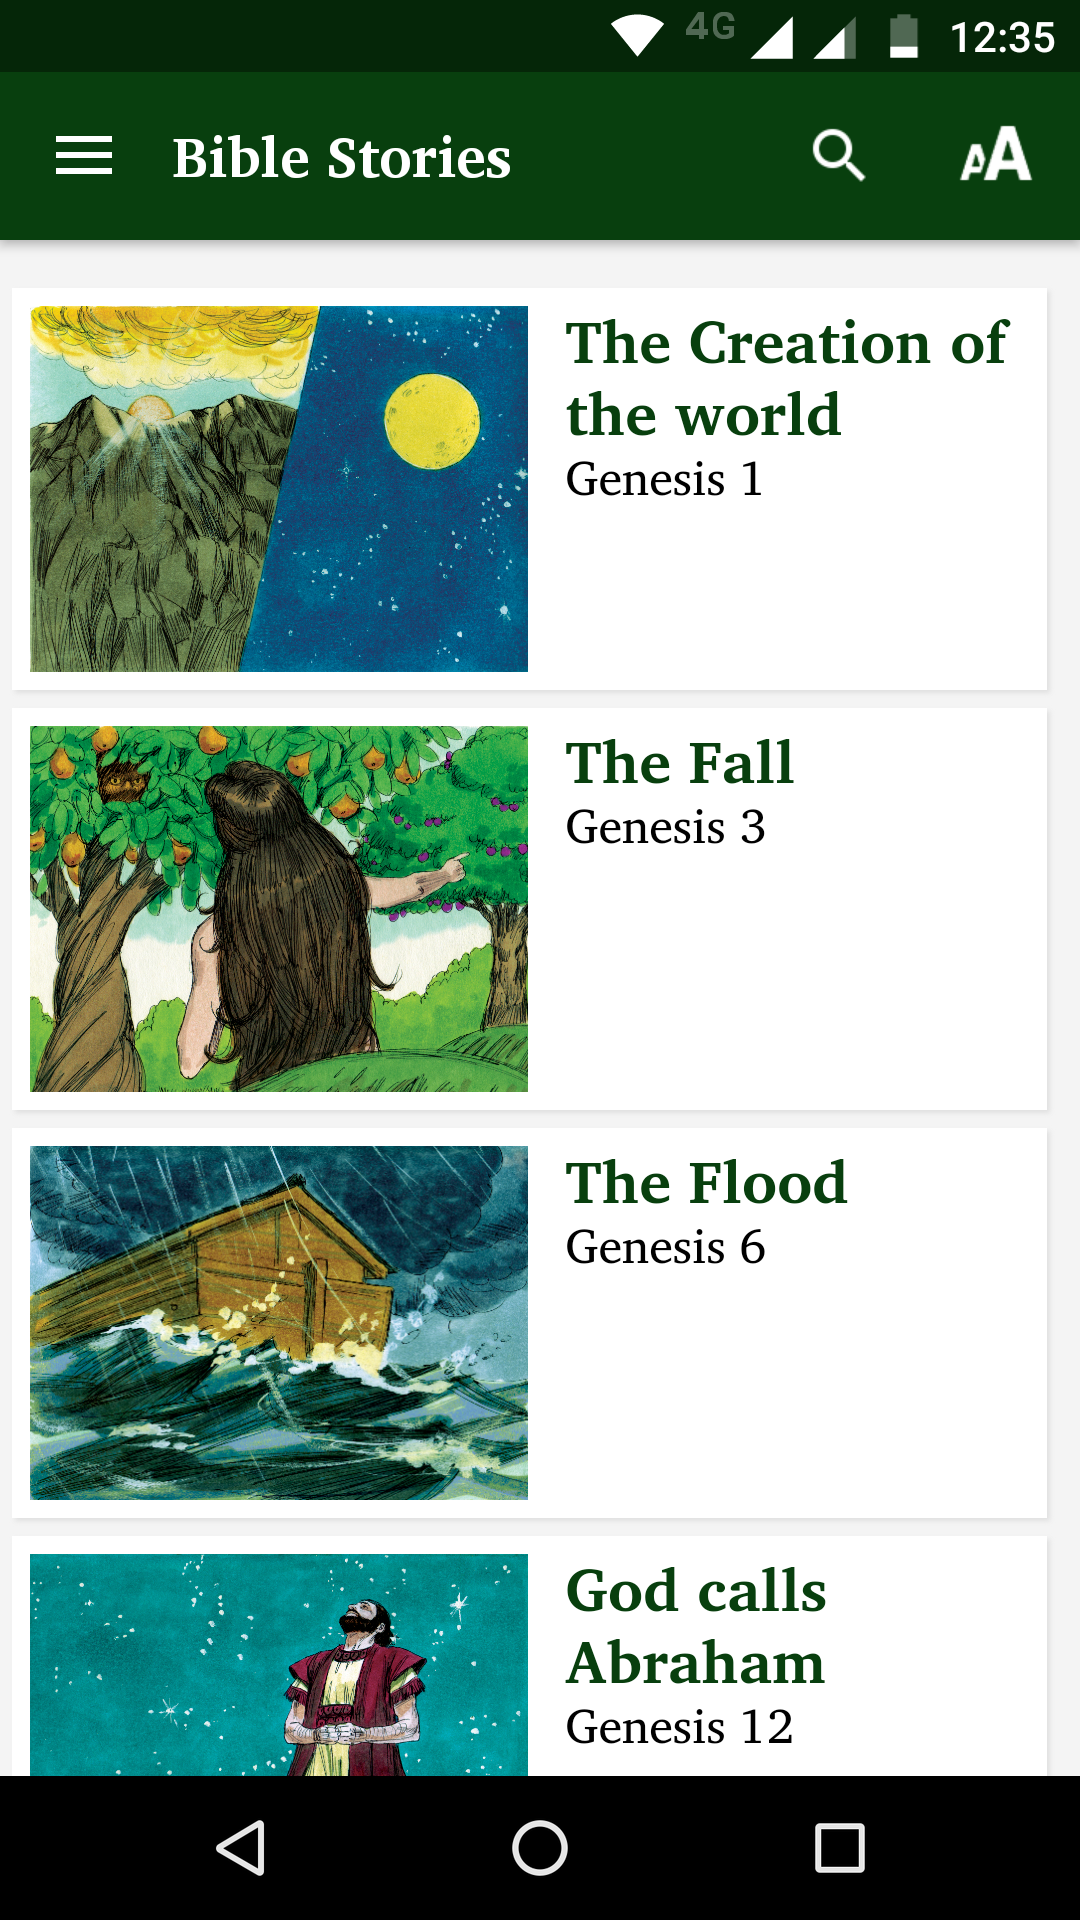 4G 12:35
Bible Stories AA
The Creation of
the world
Genesis 1
The Fall
Genesis 3
The Flood
Genesis 6
God calls
Abraham
Genesis 12